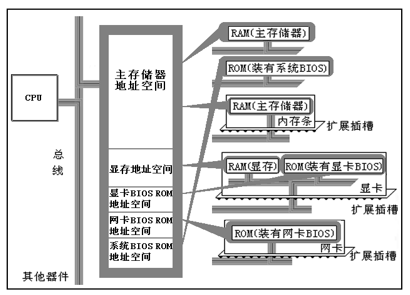 CPU
总
线
其他器件
主存储器
地址空间
显存地址空间
显卡BIOS ROM
地址空间
网卡BIOS ROM
地址空间
系统BIOS ROM
地址空间
RAM(主存储器)
ROM(装有系统BIOS)
RAM(主存储器)
内存条
扩展插槽
RAM(显存)
ROM(装有显卡BIOS)
显卡
扩展插槽
ROM(装有网卡BIOS)
网卡
扩展插槽